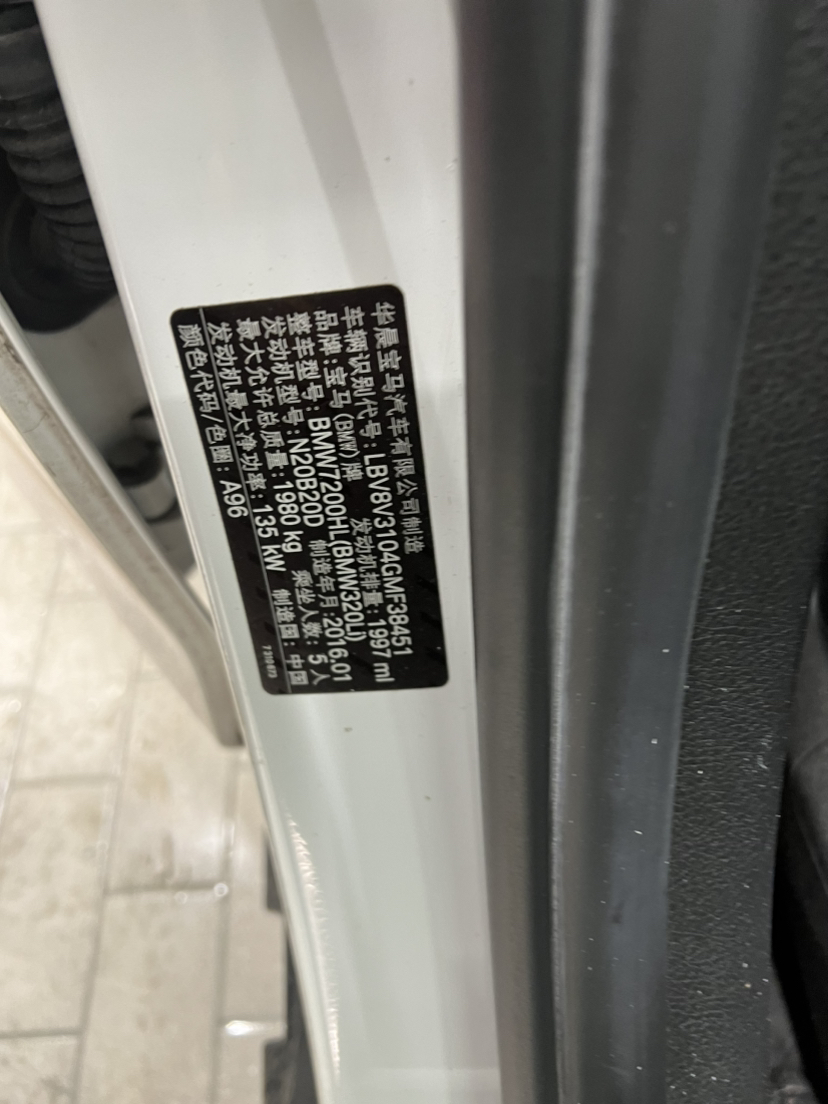 华晨宝马汽车有限公司制造
车辆识别代号: LBV8V3104GMF38451
品牌: 宝马 (BMW) 牌 发动机排量: 1997 ml
整车型号: BMW7200HL(BMW320Li)
发动机型号: N20B20D 制造年月: 2016.01
最大允许总质量: 1980 kg 乘坐人数: 5 人
发动机最大净功率: 135 kW 制造国: 中国
颜色代码/色圈: A96